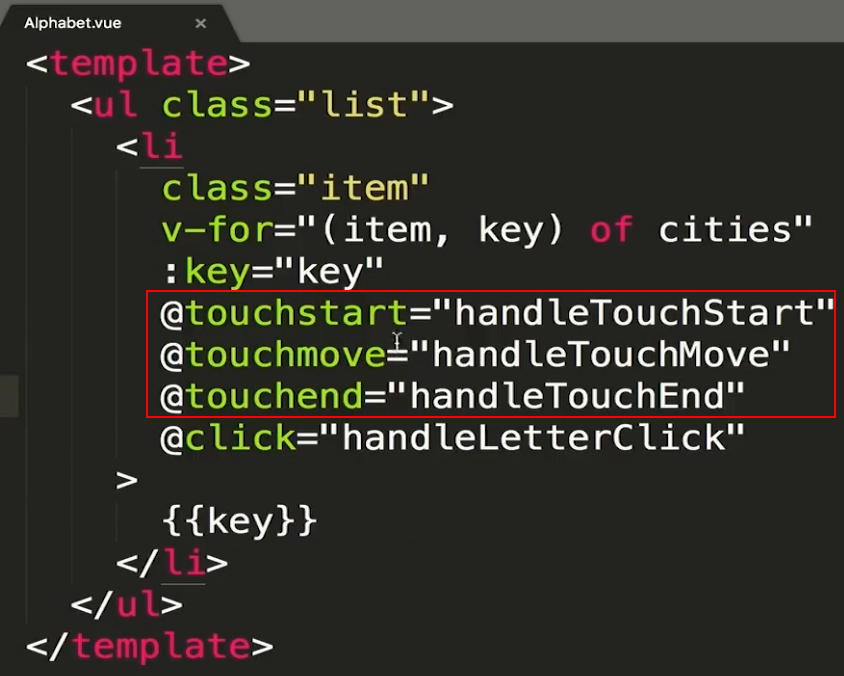 Alphabet.vue ×
<template>
<ul class="list">
<li
class="item"
v-for="(item, key) of cities"
:key="key"
@touchstart="handleTouchStart"
@touchmove="handleTouchMove"
@touchend="handleTouchEnd"
@click="handleLetterClick"
>
{{key}}
</li>
</ul>
</template>